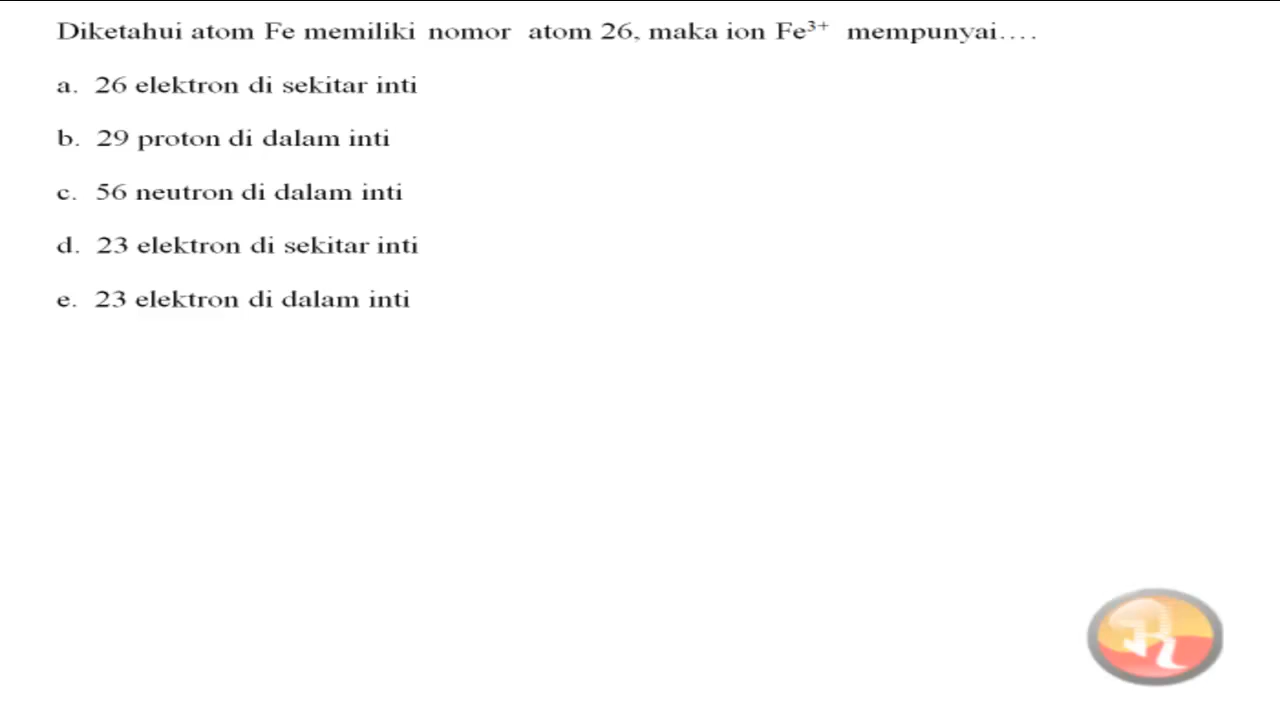 Diketahui atom Fe memiliki nomor atom 26, maka ion Fe³⁺ mempunyai....
a. 26 elektron di sekitar inti
b. 29 proton di dalam inti
c. 56 neutron di dalam inti
d. 23 elektron di sekitar inti
e. 23 elektron di dalam inti